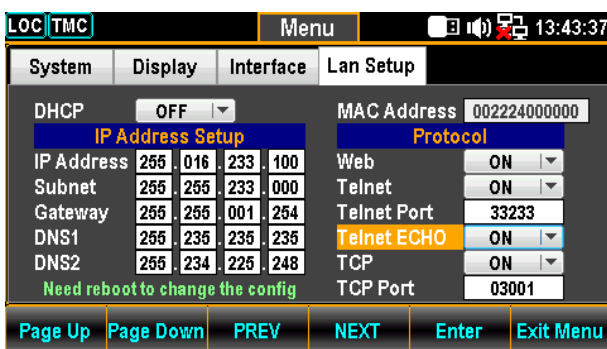 LOC TMC Menu 13:43:37
System Display Interface Lan Setup
DHCP OFF
IP Address Setup
IP Address 255 . 016 . 233 . 100
Subnet 255 . 255 . 233 . 000
Gateway 255 . 255 . 001 . 254
DNS1 255 . 235 . 235 . 235
DNS2 255 . 234 . 225 . 248
Need reboot to change the config
MAC Address 002224000000
Protocol
Web ON
Telnet ON
Telnet Port 33233
Telnet ECHO ON
TCP ON
TCP Port 03001
Page Up Page Down PREV NEXT Enter Exit Menu